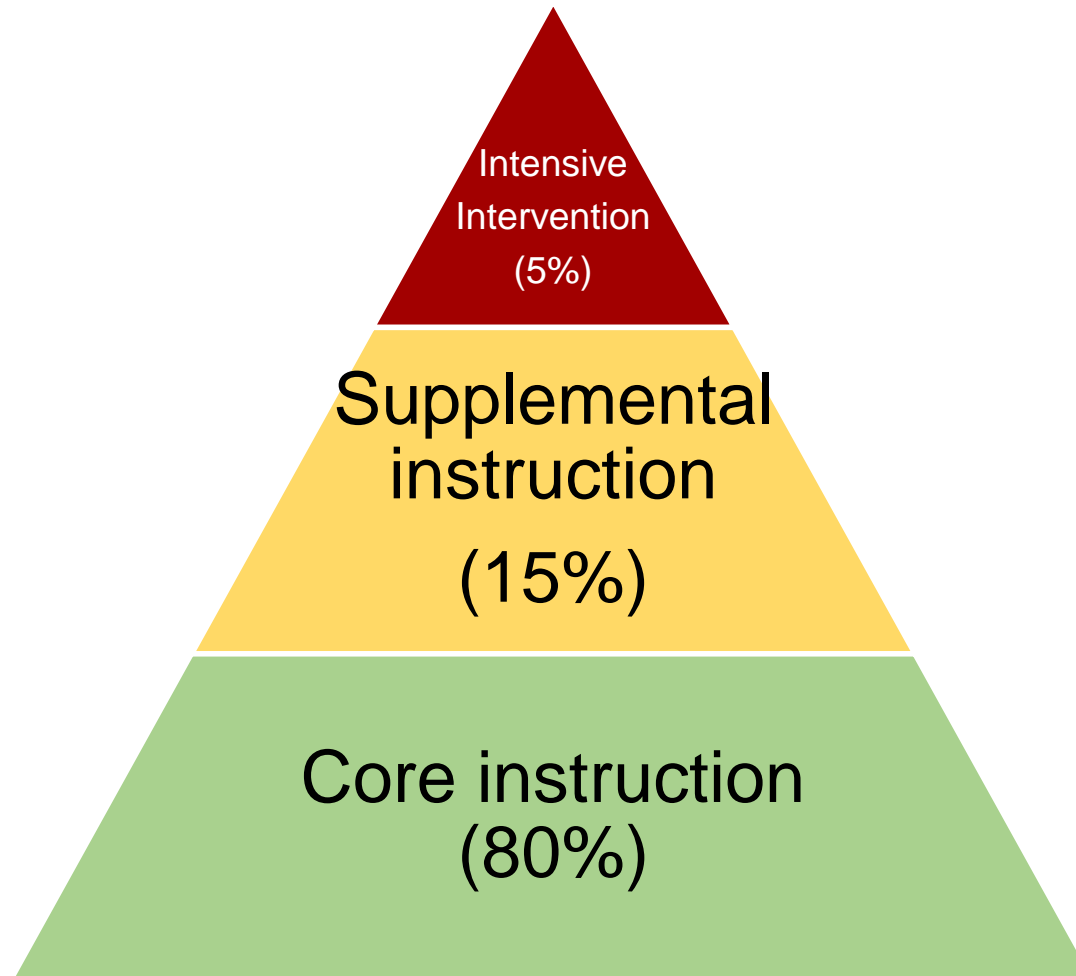 Intensive
Intervention
(5%)
Supplemental
instruction
(15%)
Core instruction
(80%)